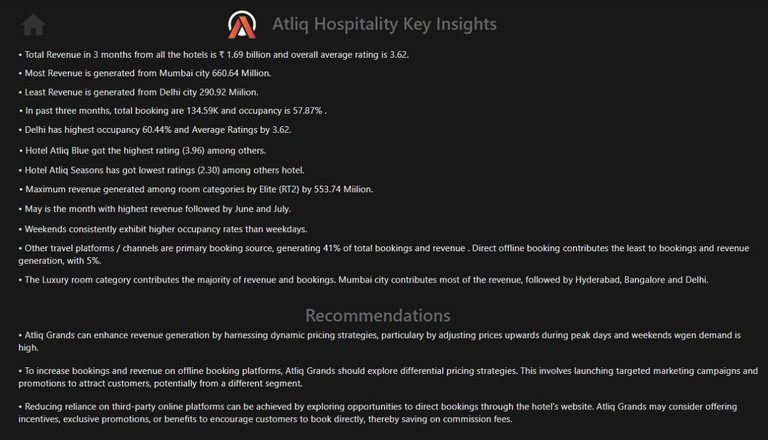 Atliq Hospitality Key Insights
• Total Revenue in 3 months from all the hotels is ₹ 1.69 billion and overall average rating is 3.62.
• Most Revenue is generated from Mumbai city 660.64 Million.
• Least Revenue is generated from Delhi city 290.92 Miilion.
• In past three months, total booking are 134.59K and occupancy is 57.87% .
• Delhi has highest occupancy 60.44% and Average Ratings by 3.62.
• Hotel Atliq Blue got the highest rating (3.96) among others.
• Hotel Atliq Seasons has got lowest ratings (2.30) among others hotel.
• Maximum revenue generated among room categories by Elite (RT2) by 553.74 Miilion.
• May is the month with highest revenue followed by June and July.
• Weekends consistently exhibit higher occupancy rates than weekdays.
• Other travel platforms / channels are primary booking source, generating 41% of total bookings and revenue . Direct offline booking contributes the least to bookings and revenue
generation, with 5%.
• The Luxury room category contributes the majority of revenue and bookings. Mumbai city contributes most of the revenue, followed by Hyderabad, Bangalore and Delhi.
Recommendations
• Atliq Grands can enhance revenue generation by harnessing dynamic pricing strategies, particulary by adjusting prices upwards during peak days and weekends wgen demand is
high.
• To increase bookings and revenue on offline booking platforms, Atliq Grands should explore differential pricing strategies. This involves launching targeted marketing campaigns and
promotions to attract customers, potentially from a different segment.
• Reducing reliance on third-party online platforms can be achieved by exploring opportunities to direct bookings through the hotel's website. Atliq Grands may consider offering
incentives, exclusive promotions, or benefits to encourage customers to book directly, thereby saving on commission fees.